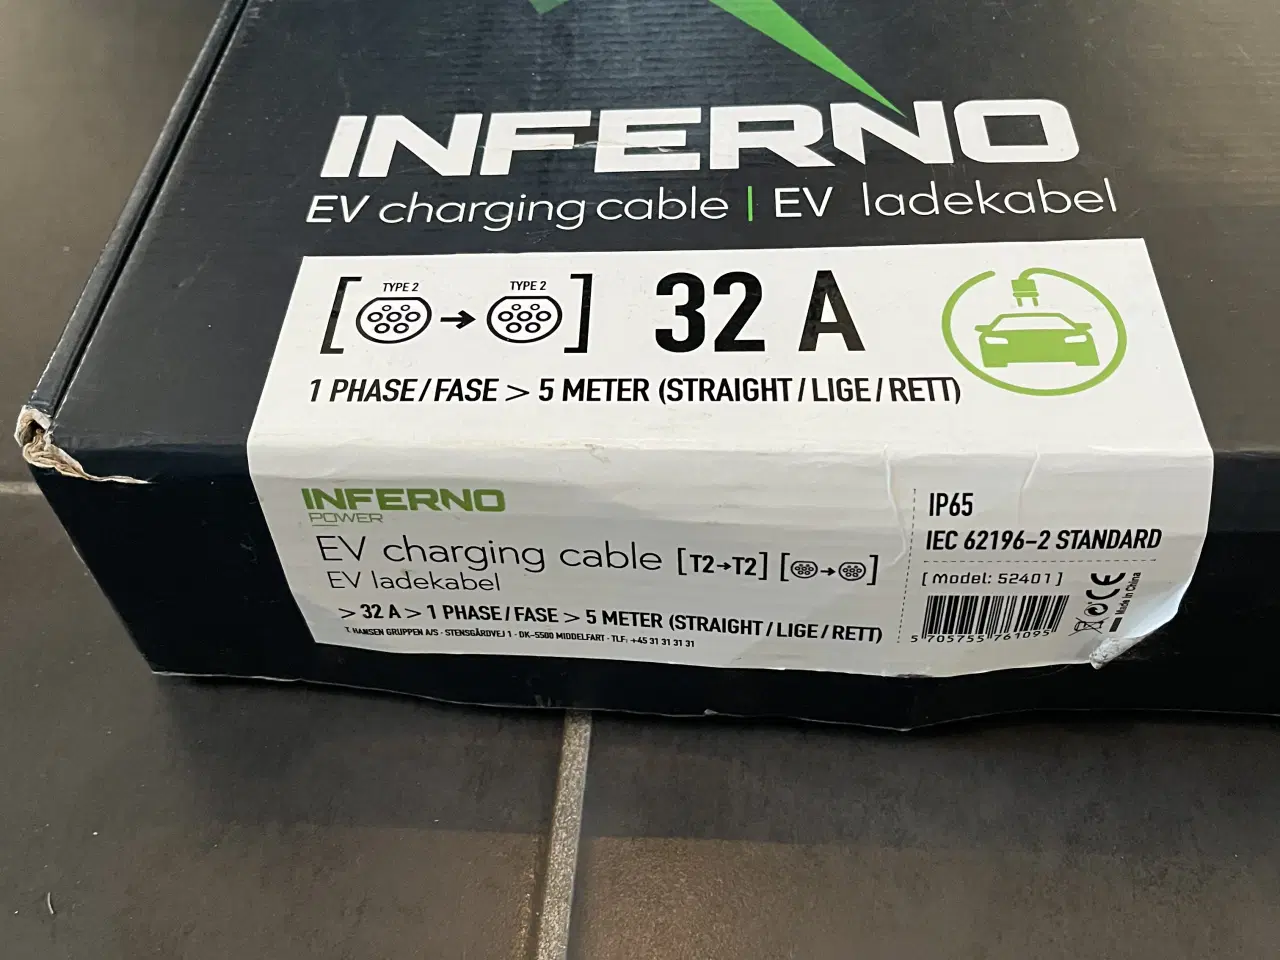 INFERNO
EV charging cable | EV ladekabel
TYPE 2 TYPE 2 32 A
1 PHASE / FASE > 5 METER (STRAIGHT / LIGE / RETT)
INFERNO
POWER
EV charging cable [T2→T2]
EV ladekabel
> 32 A > 1 PHASE / FASE > 5 METER (STRAIGHT / LIGE / RETT)
T. HANSEN GRUPPEN A/S · STENSGÅRDVEJ 1 · DK-5500 MIDDELFART · TLF: +45 31 31 31 31
IP65
IEC 62196-2 STANDARD
[Model: 52401]
5 705755 761095
CE
Made in China